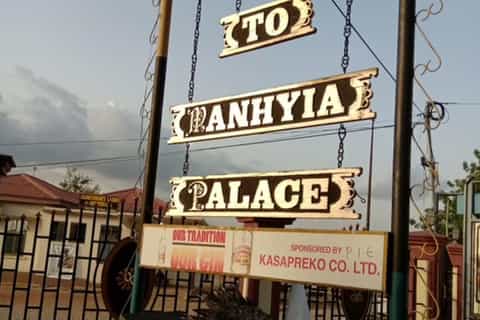 TO
MANHYIA
PALACE
OUR TRADITION
OUR GIN
SPONSORED BY
KASAPREKO CO. LTD.